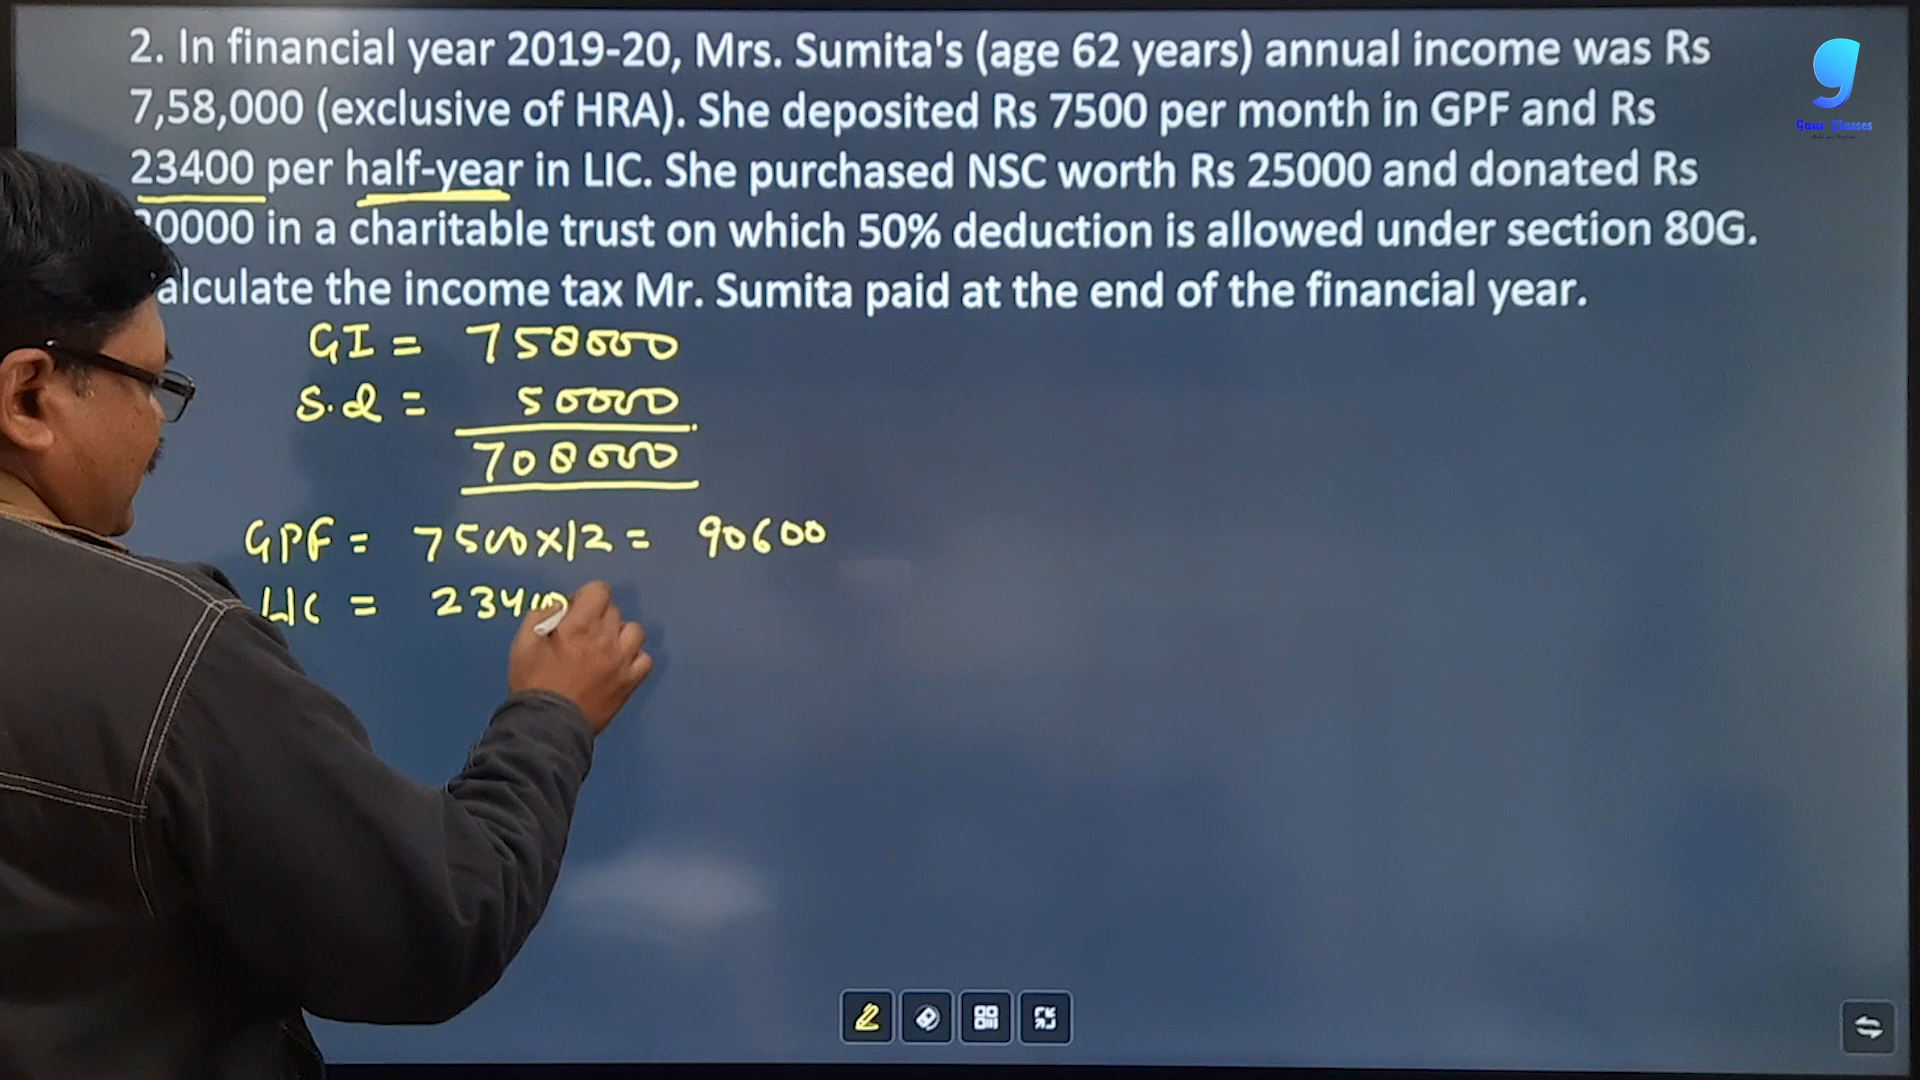 2. In financial year 2019-20, Mrs. Sumita's (age 62 years) annual income was Rs
7,58,000 (exclusive of HRA). She deposited Rs 7500 per month in GPF and Rs
23400 per half-year in LIC. She purchased NSC worth Rs 25000 and donated Rs
0000 in a charitable trust on which 50% deduction is allowed under section 80G.
alculate the income tax Mr. Sumita paid at the end of the financial year.
GI = 758000
S.d = 50000
708000
GPF = 7500×12 = 90600
LIC = 23400
g
Gaur Classes